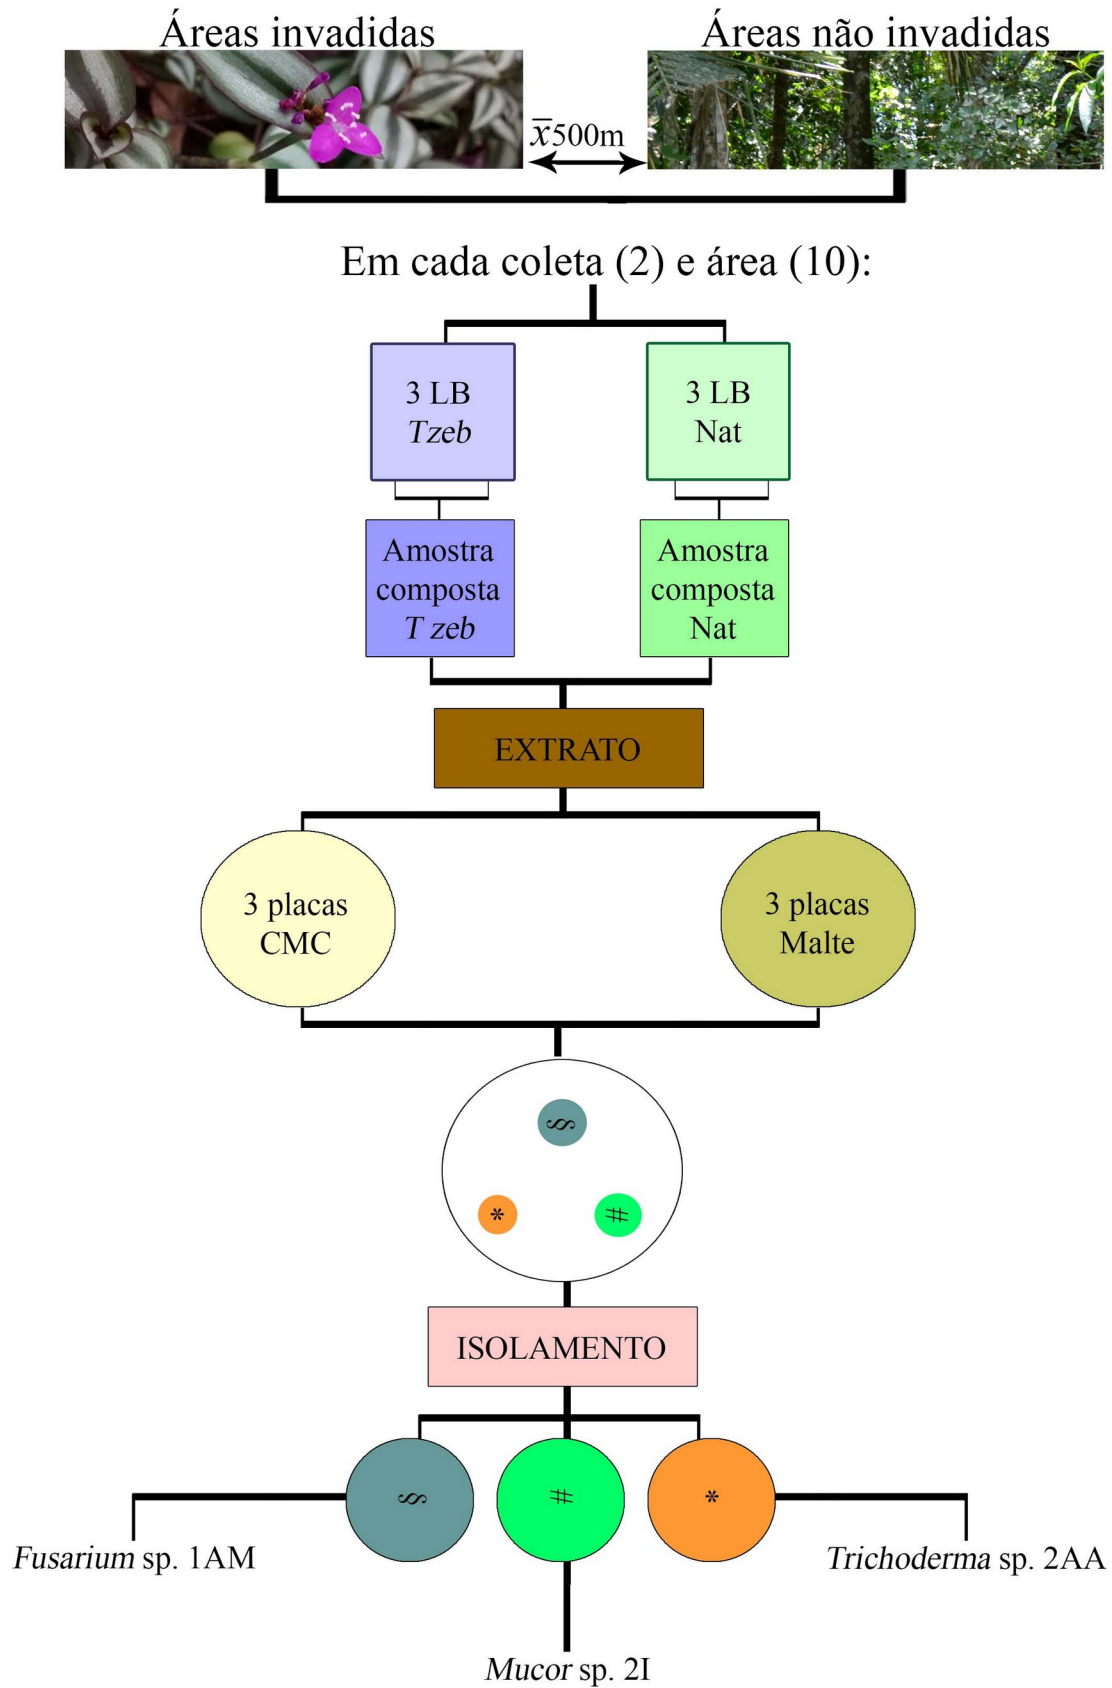 Áreas invadidas
Áreas não invadidas
x̅500m
Em cada coleta (2) e área (10):
3 LB
Tzeb
3 LB
Nat
Amostra
composta
T zeb
Amostra
composta
Nat
EXTRATO
3 placas
CMC
3 placas
Malte
§
*
#
ISOLAMENTO
§
#
*
Fusarium sp. 1AM
Trichoderma sp. 2AA
Mucor sp. 2I